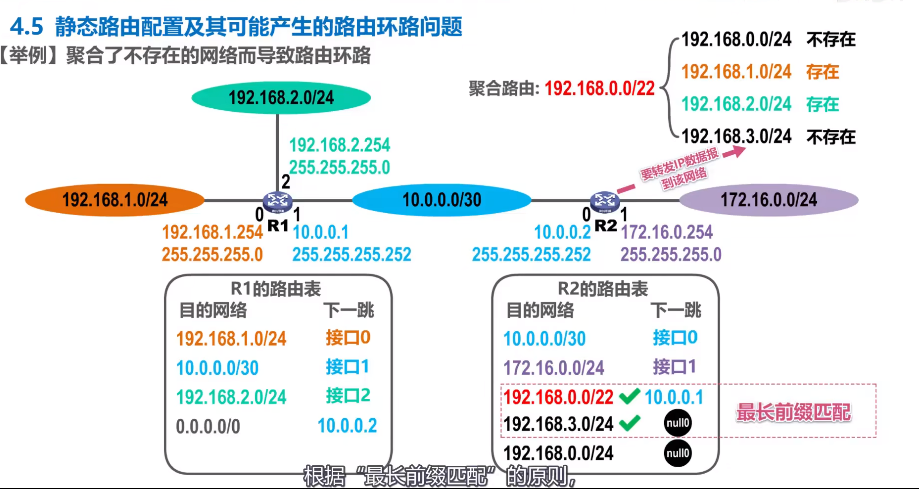 4.5 静态路由配置及其可能产生的路由环路问题
【举例】聚合了不存在的网络而导致路由环路
聚合路由: 192.168.0.0/22
192.168.0.0/24 不存在
192.168.1.0/24 存在
192.168.2.0/24 存在
192.168.3.0/24 不存在
要转发IP数据报
到该网络
192.168.2.0/24
192.168.2.254
255.255.255.0
2
192.168.1.0/24
0
1
R1
10.0.0.0/30
0
1
R2
172.16.0.0/24
192.168.1.254
255.255.255.0
10.0.0.1
255.255.255.252
10.0.0.2
255.255.255.252
172.16.0.254
255.255.255.0
R1的路由表
目的网络 下一跳
192.168.1.0/24 接口0
10.0.0.0/30 接口1
192.168.2.0/24 接口2
0.0.0.0/0 10.0.0.2
R2的路由表
目的网络 下一跳
10.0.0.0/30 接口0
172.16.0.0/24 接口1
192.168.0.0/22 10.0.0.1
192.168.3.0/24 null0
192.168.0.0/24 null0
最长前缀匹配
根据“最长前缀匹配”的原则，